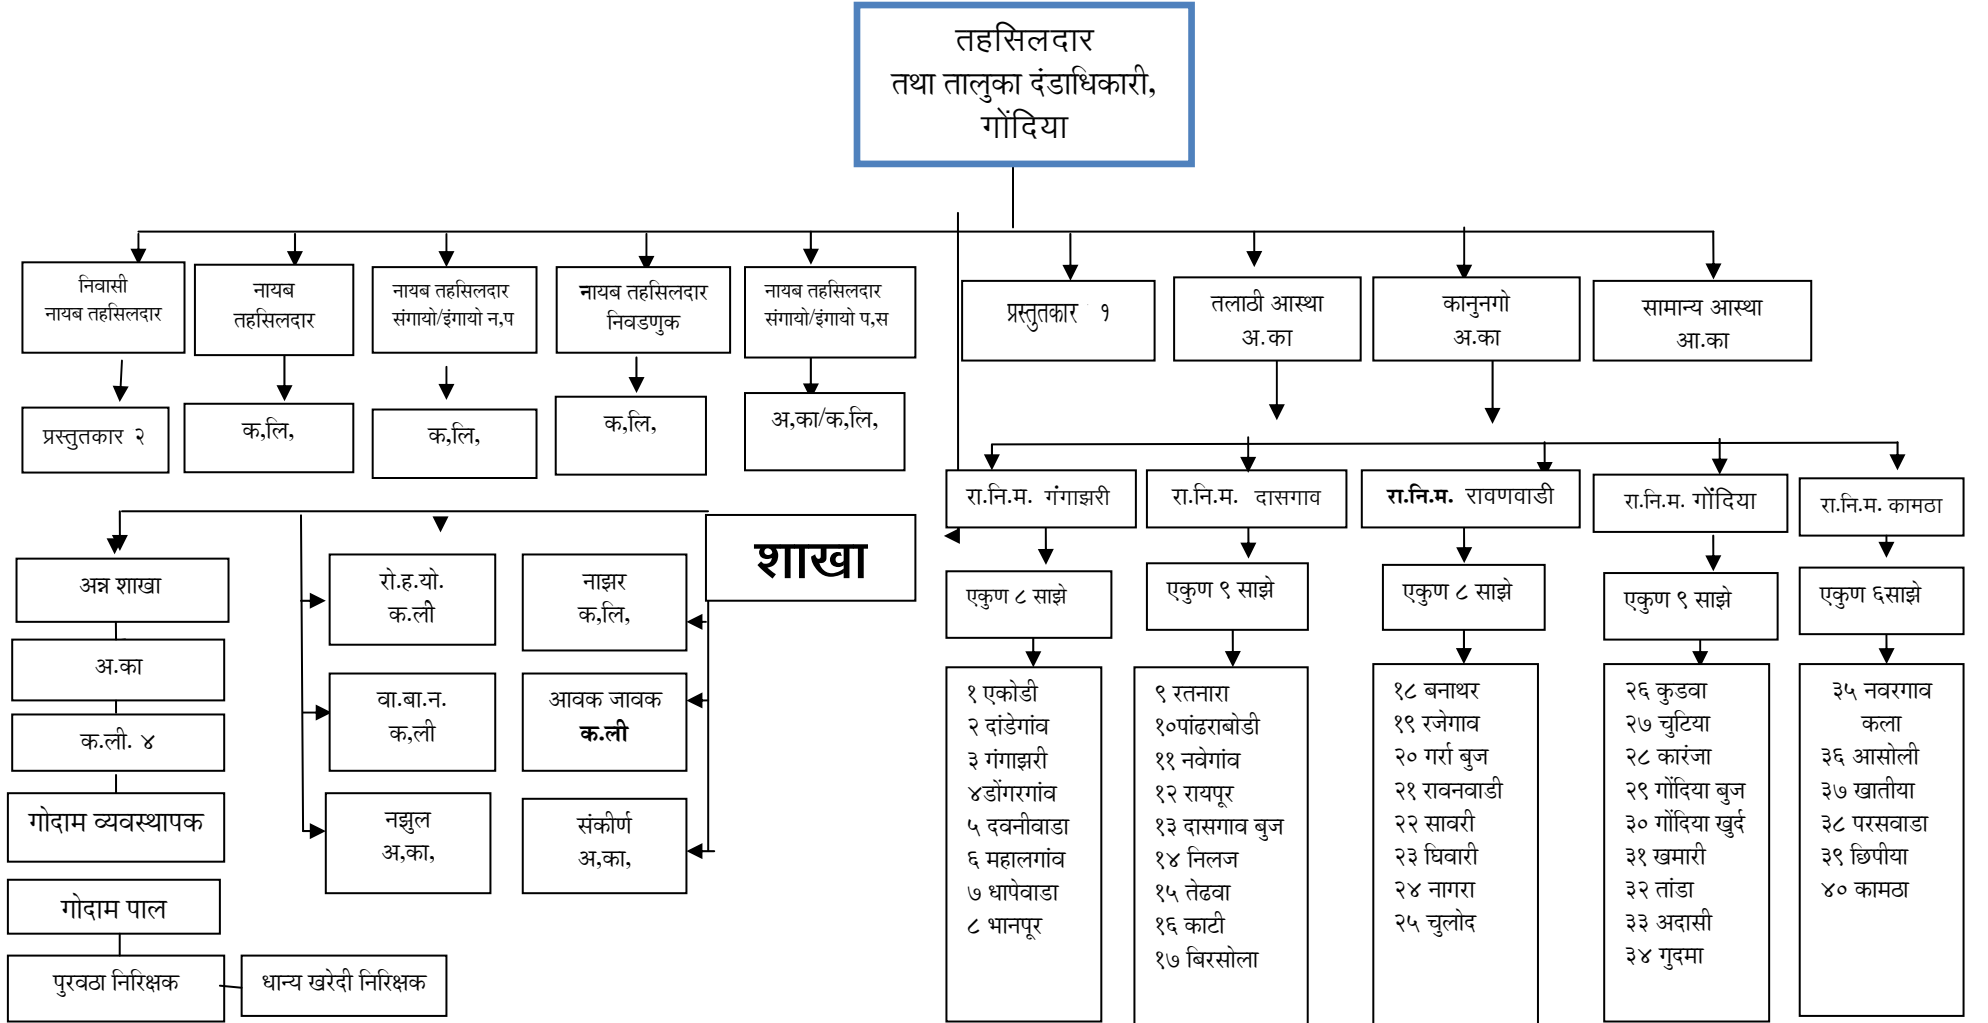 तहसिलदार
तथा तालुका दंडाधिकारी,
गोंदिया
निवासी
नायब तहसिलदार
नायब
तहसिलदार
नायब तहसिलदार
संगायो/इंगायो न,प
नायब तहसिलदार
निवडणुक
नायब तहसिलदार
संगायो/इंगायो प,स
प्रस्तुतकार १
तलाठी आस्था
अ.का
कानुनगो
अ.का
सामान्य आस्था
आ.का
प्रस्तुतकार २
क,लि,
क,लि,
क,लि,
अ,का/क,लि,
रा.नि.म. गंगाझरी
रा.नि.म. दासगाव
रा.नि.म. रावणवाडी
रा.नि.म. गोंदिया
रा.नि.म. कामठा
शाखा
अन्न शाखा
अ.का
क.ली. ४
गोदाम व्यवस्थापक
गोदाम पाल
पुरवठा निरिक्षक
धान्य खरेदी निरिक्षक
रो.ह.यो.
क.ली
वा.बा.न.
क,ली
नझुल
अ,का,
नाझर
क,लि,
आवक जावक
क.ली
संकीर्ण
अ,का,
एकुण ८ साझे
१ एकोडी
२ दांडेगांव
३ गंगाझरी
४डोंगरगांव
५ दवनीवाडा
६ महालगांव
७ धापेवाडा
८ भानपूर
एकुण ९ साझे
९ रतनारा
१०पांढराबोडी
११ नवेगांव
१२ रायपूर
१३ दासगाव बुज
१४ निलज
१५ तेढवा
१६ काटी
१७ बिरसोला
एकुण ८ साझे
१८ बनाथर
१९ रजेगाव
२० गर्रा बुज
२१ रावनवाडी
२२ सावरी
२३ घिवारी
२४ नागरा
२५ चुलोद
एकुण ९ साझे
२६ कुडवा
२७ चुटिया
२८ कारंजा
२९ गोंदिया बुज
३० गोंदिया खुर्द
३१ खमारी
३२ तांडा
३३ अदासी
३४ गुदमा
एकुण ६साझे
३५ नवरगाव
कला
३६ आसोली
३७ खातीया
३८ परसवाडा
३९ छिपीया
४० कामठा